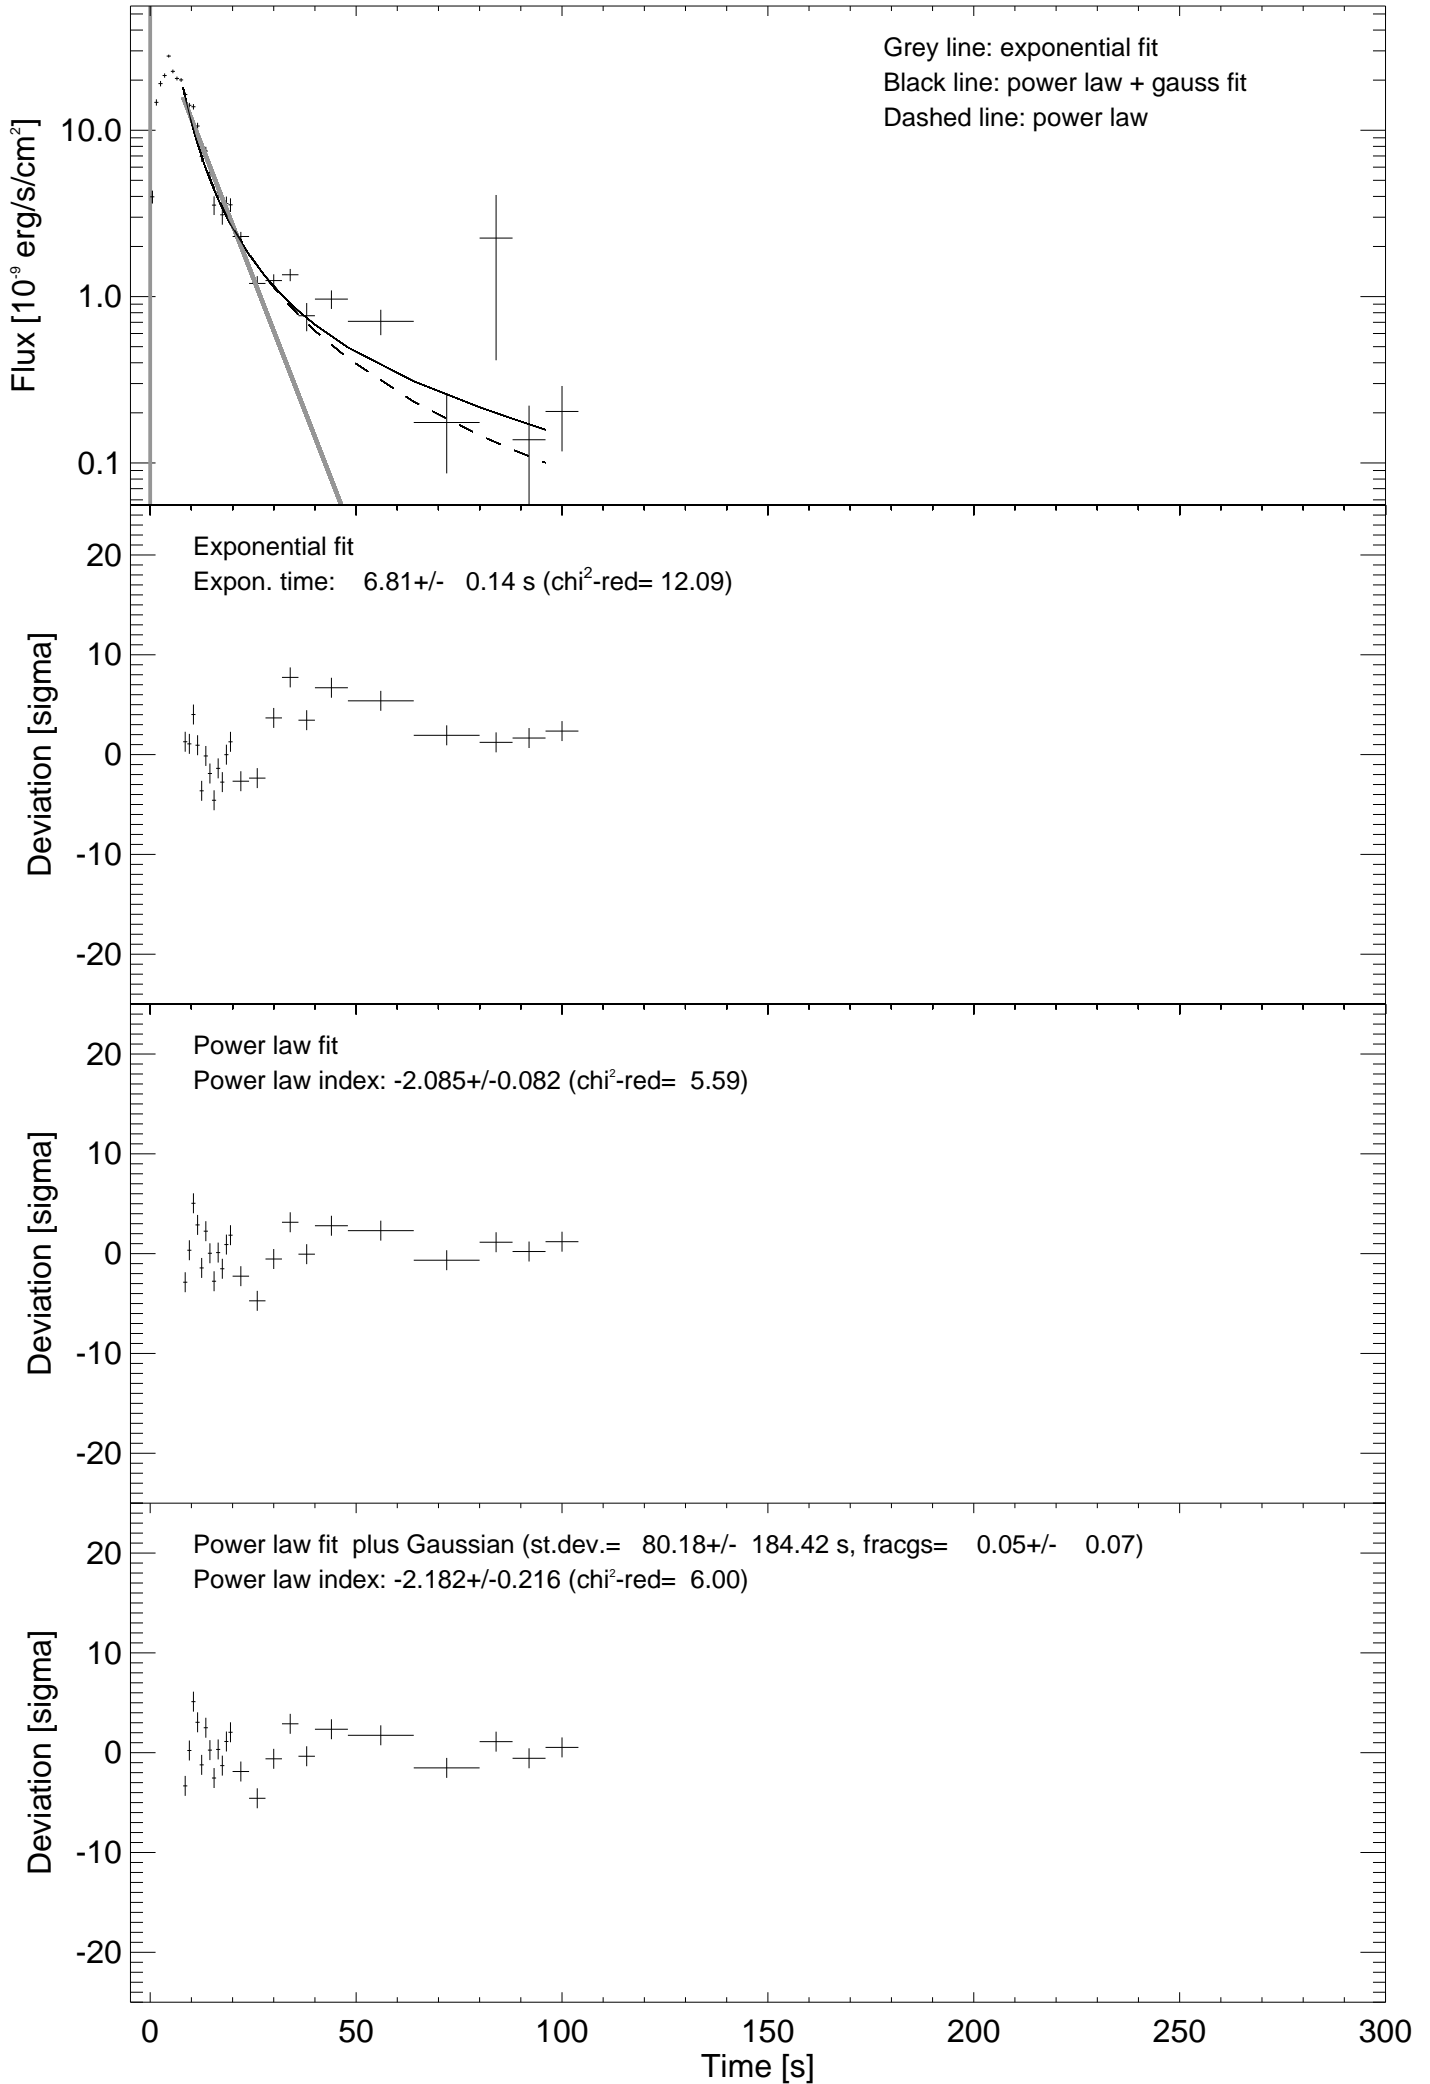 Grey line: exponential fit
Black line: power law + gauss fit
Dashed line: power law
Flux [10⁻⁹ erg/s/cm²]
10.0
1.0
0.1
Exponential fit
Expon. time: 6.81+/- 0.14 s (chi²-red= 12.09)
Deviation [sigma]
20
10
0
-10
-20
Power law fit
Power law index: -2.085+/-0.082 (chi²-red= 5.59)
Deviation [sigma]
20
10
0
-10
-20
Power law fit plus Gaussian (st.dev.= 80.18+/- 184.42 s, fracgs= 0.05+/- 0.07)
Power law index: -2.182+/-0.216 (chi²-red= 6.00)
Deviation [sigma]
20
10
0
-10
-20
0 50 100 150 200 250 300
Time [s]